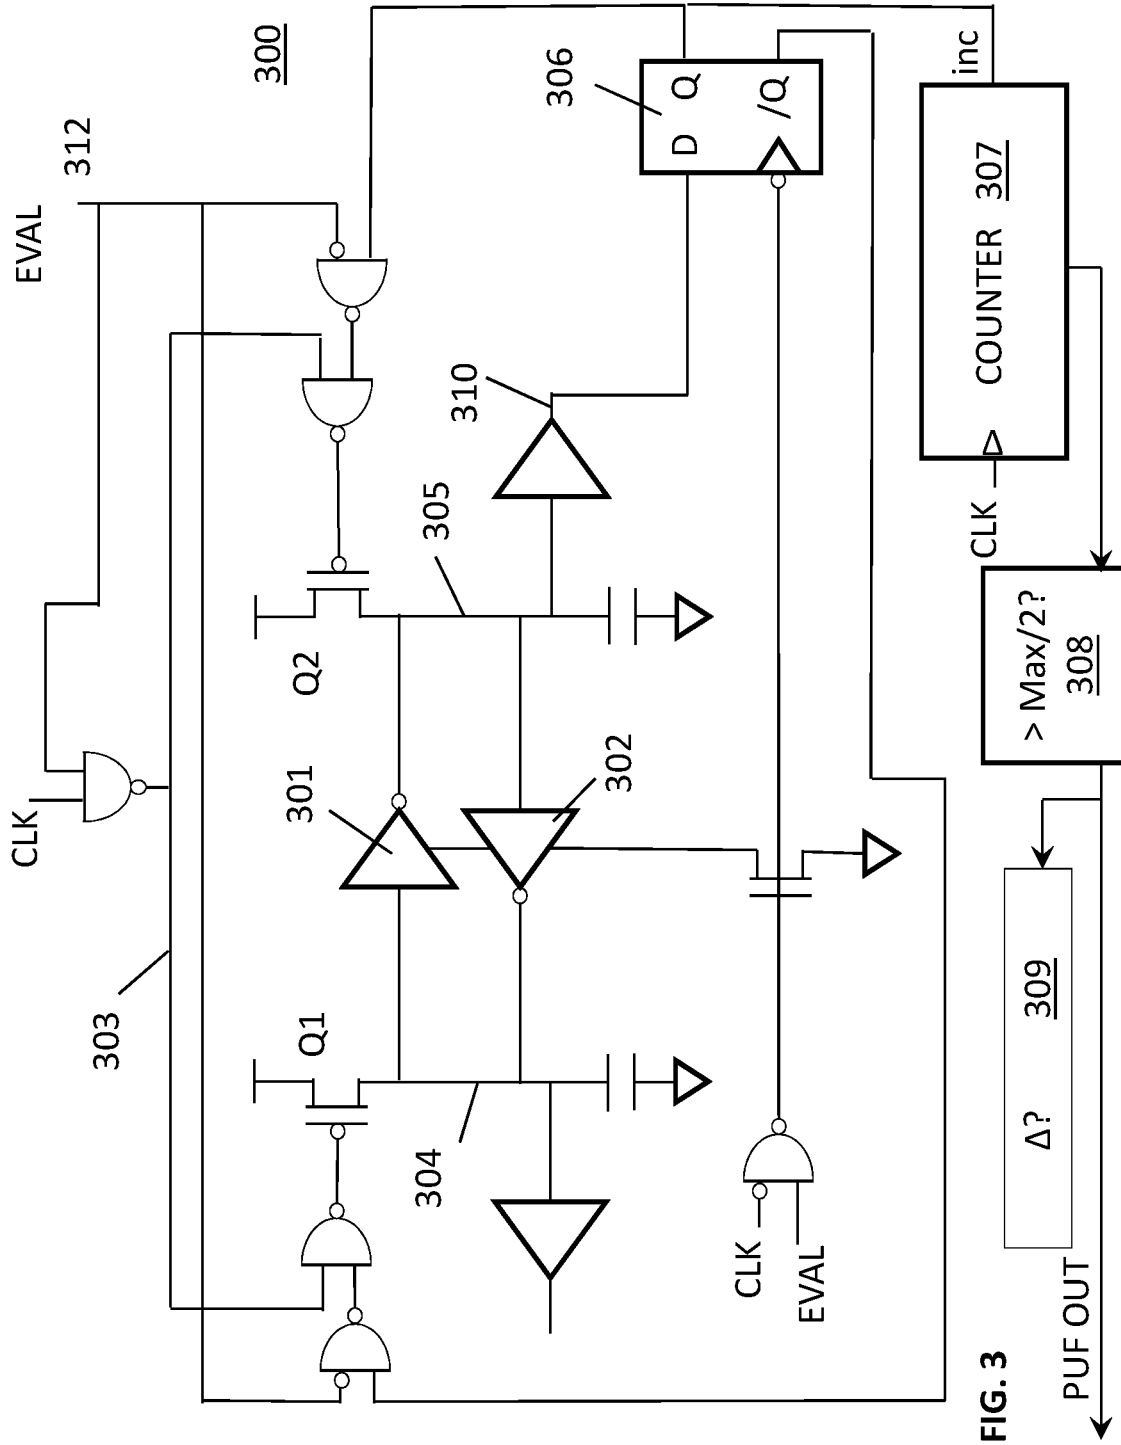 300
EVAL
312
CLK
303
Q1
Q2
301
302
304
305
310
306
D Q
/Q
inc
COUNTER 307
CLK
> Max/2?
308
Δ? 309
CLK
EVAL
PUF OUT
FIG. 3